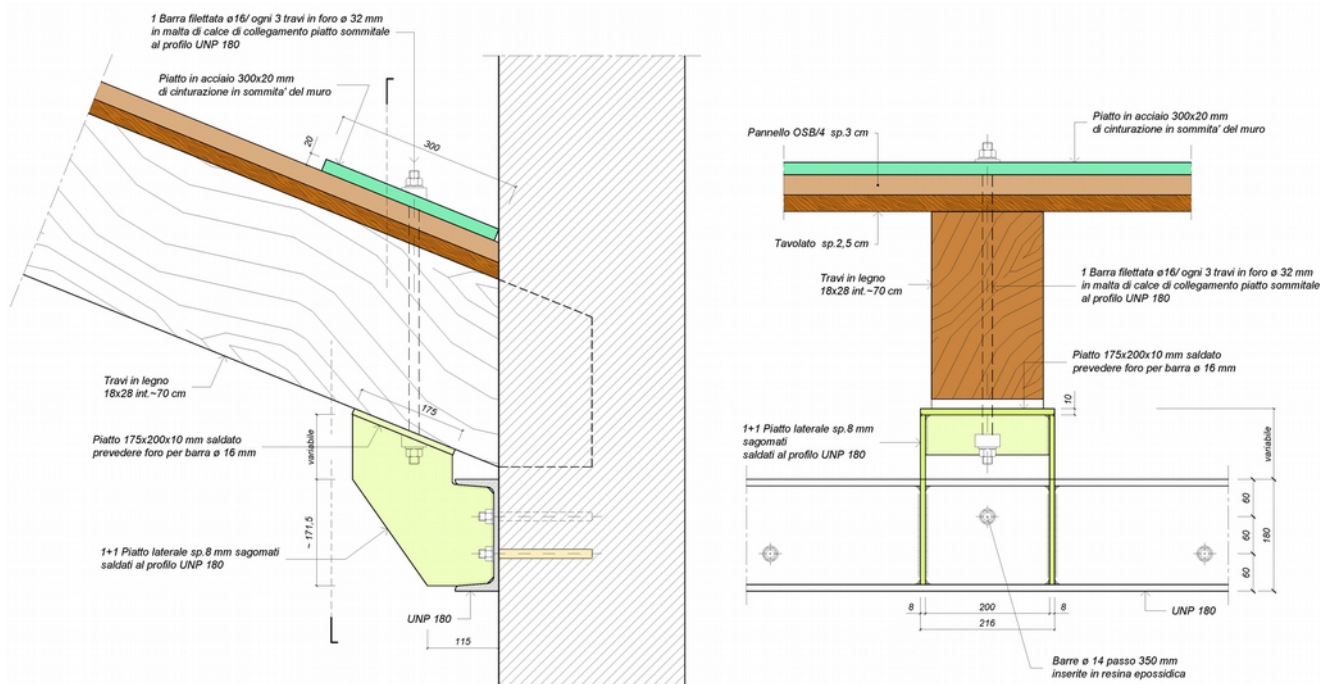 1 Barra filettata ø16/ ogni 3 travi in foro ø 32 mm
in malta di calce di collegamento piatto sommitale
al profilo UNP 180
Piatto in acciaio 300x20 mm
di cinturazione in sommita' del muro
20
300
Travi in legno
18x28 int.~70 cm
175
Piatto 175x200x10 mm saldato
prevedere foro per barra ø 16 mm
variabile
~ 171,5
1+1 Piatto laterale sp.8 mm sagomati
saldati al profilo UNP 180
UNP 180
115
Piatto in acciaio 300x20 mm
di cinturazione in sommita' del muro
Pannello OSB/4 sp.3 cm
Tavolato sp.2,5 cm
Travi in legno
18x28 int.~70 cm
1 Barra filettata ø16/ ogni 3 travi in foro ø 32 mm
in malta di calce di collegamento piatto sommitale
al profilo UNP 180
Piatto 175x200x10 mm saldato
prevedere foro per barra ø 16 mm
10
1+1 Piatto laterale sp.8 mm
sagomati
saldati al profilo UNP 180
variabile
60
60
60
180
8
200
8
216
UNP 180
Barre ø 14 passo 350 mm
inserite in resina epossidica